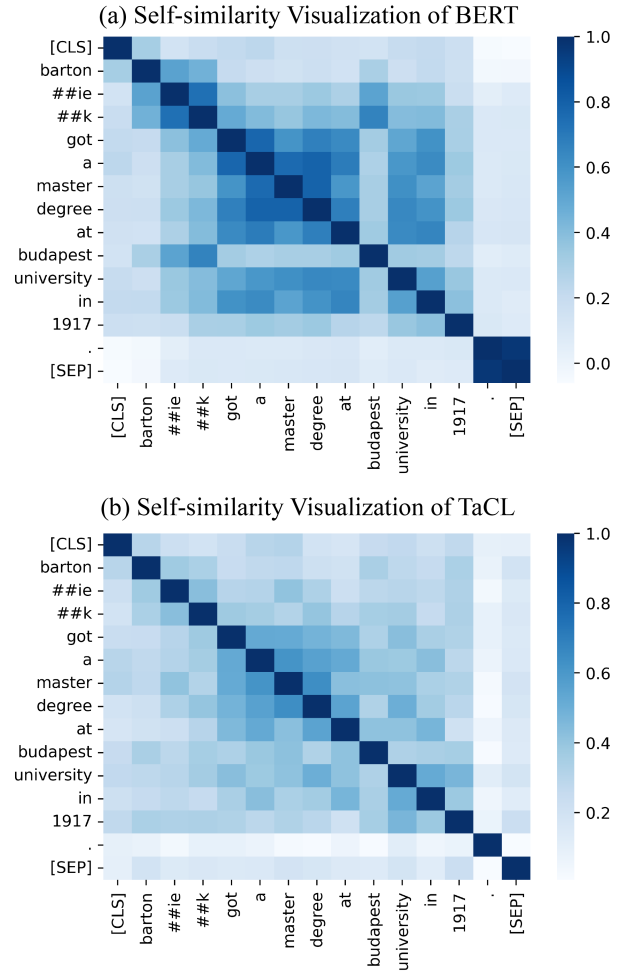 (a) Self-similarity Visualization of BERT
[CLS]
barton
##ie
##k
got
a
master
degree
at
budapest
university
in
1917
.
[SEP]
[CLS]
barton
##ie
##k
got
a
master
degree
at
budapest
university
in
1917
.
[SEP]
1.0
0.8
0.6
0.4
0.2
0.0
(b) Self-similarity Visualization of TaCL
[CLS]
barton
##ie
##k
got
a
master
degree
at
budapest
university
in
1917
.
[SEP]
[CLS]
barton
##ie
##k
got
a
master
degree
at
budapest
university
in
1917
.
[SEP]
1.0
0.8
0.6
0.4
0.2